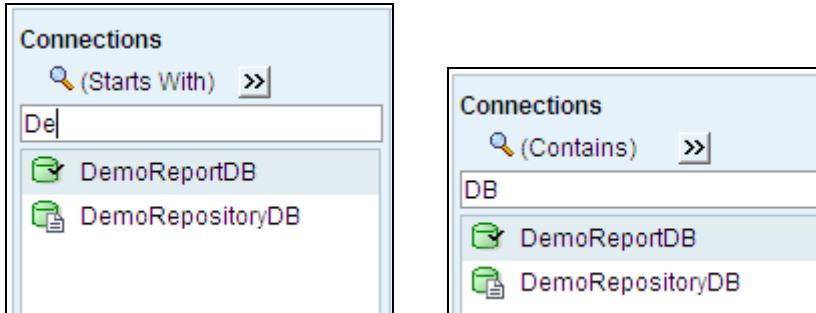 Connections
(Starts With) >>
De
DemoReportDB
DemoRepositoryDB
Connections
(Contains) >>
DB
DemoReportDB
DemoRepositoryDB